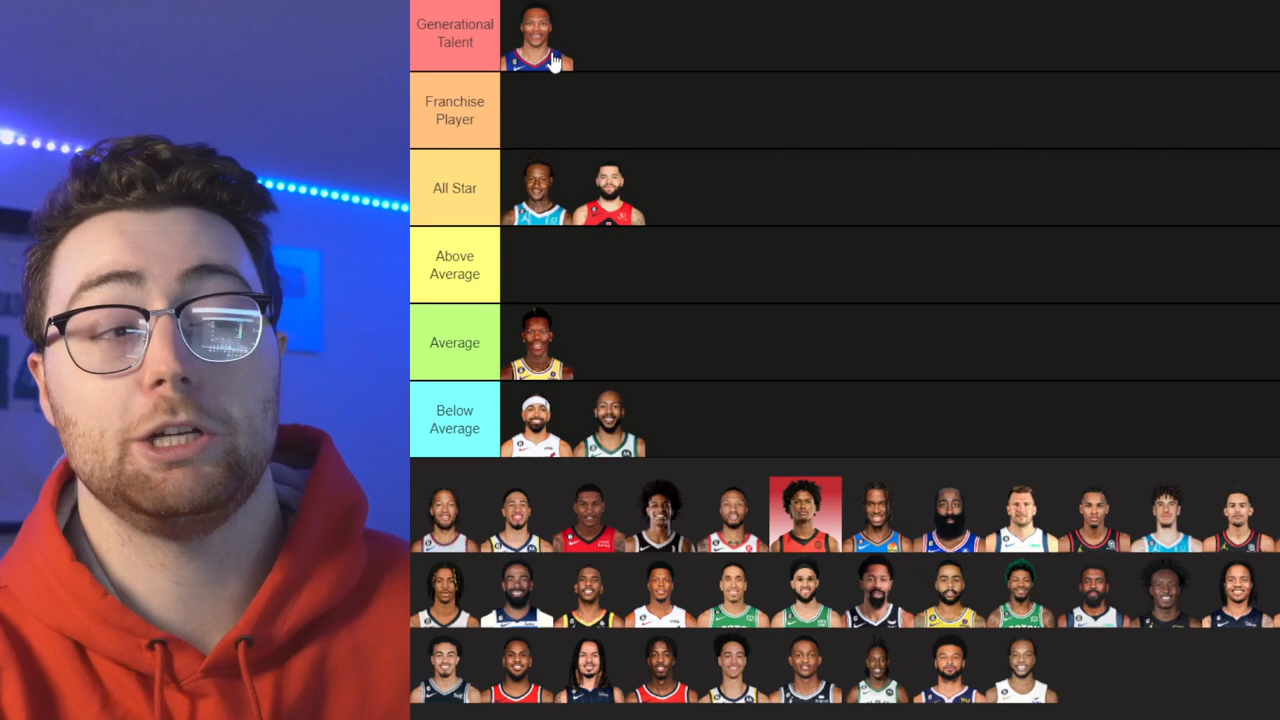 Generational
Talent
Franchise
Player
All Star
Above
Average
Average
Below
Average